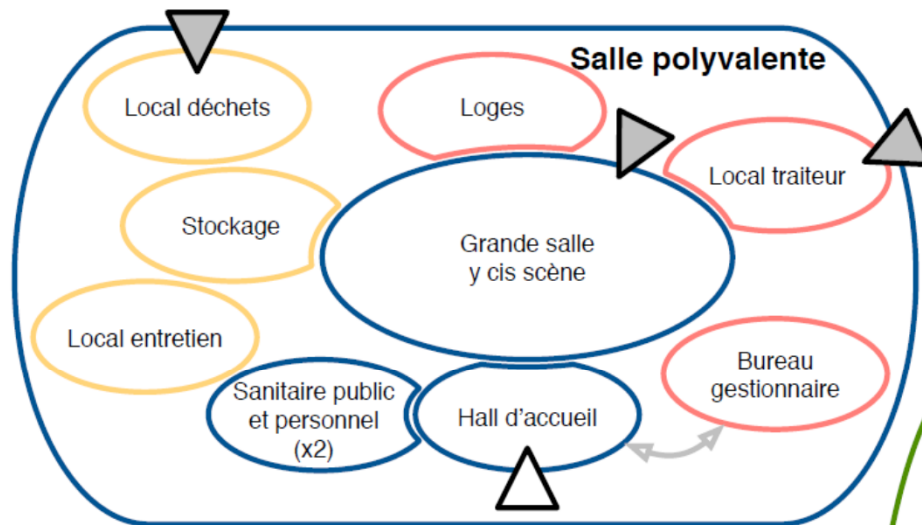 Salle polyvalente
Local déchets
Loges
Local traiteur
Stockage
Grande salle
y cis scène
Local entretien
Sanitaire public
et personnel
(x2)
Hall d'accueil
Bureau
gestionnaire